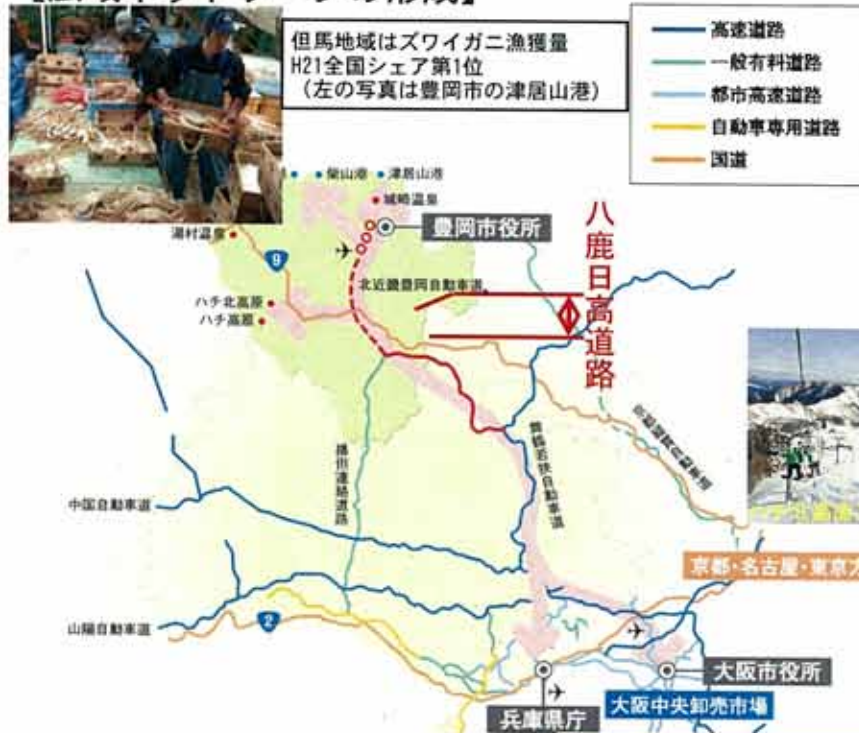 但馬地域はズワイガニ漁獲量
H21全国シェア第1位
（左の写真は豊岡市の津居山港）
高速道路
一般有料道路
都市高速道路
自動車専用道路
国道
柴山港
津居山港
城崎温泉
豊岡市役所
湯村温泉
9
北近畿豊岡自動車道
八鹿日高道路
ハチ北高原
ハチ高原
播但連絡道路
舞鶴若狭自動車道
中国自動車道
京都・名古屋・東京方
山陽自動車道
2
大阪市役所
兵庫県庁
大阪中央卸売市場